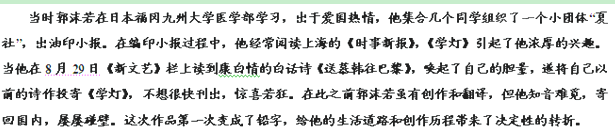 当时郭沫若在日本福冈九州大学医学部学习，出于爱国热情，他集合几个同学组织了一个小团体“夏
社”，出油印小报。在编印小报过程中，他经常阅读上海的《时事新报》，《学灯》引起了他浓厚的兴趣。
当他在 8 月 29 日《新文艺》栏上读到康白情的白话诗《送慕韩往巴黎》，唤起了自己的胆量，遂将自己以
前的诗作投寄《学灯》，不想很快刊出，惊喜若狂。在此之前郭沫若虽有创作和翻译，但他知音难觅，寄
回国内，屡屡碰壁。这次作品第一次变成了铅字，给他的生活道路和创作历程带来了决定性的转折。